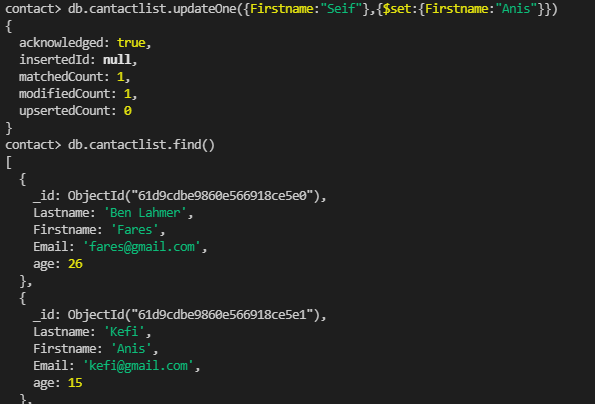 contact> db.cantactlist.updateOne({Firstname:"Seif"},{$set:{Firstname:"Anis"}})
{
  acknowledged: true,
  insertedId: null,
  matchedCount: 1,
  modifiedCount: 1,
  upsertedCount: 0
}
contact> db.cantactlist.find()
[
  {
    _id: ObjectId("61d9cdbe9860e566918ce5e0"),
    Lastname: 'Ben Lahmer',
    Firstname: 'Fares',
    Email: 'fares@gmail.com',
    age: 26
  },
  {
    _id: ObjectId("61d9cdbe9860e566918ce5e1"),
    Lastname: 'Kefi',
    Firstname: 'Anis',
    Email: 'kefi@gmail.com',
    age: 15
  },